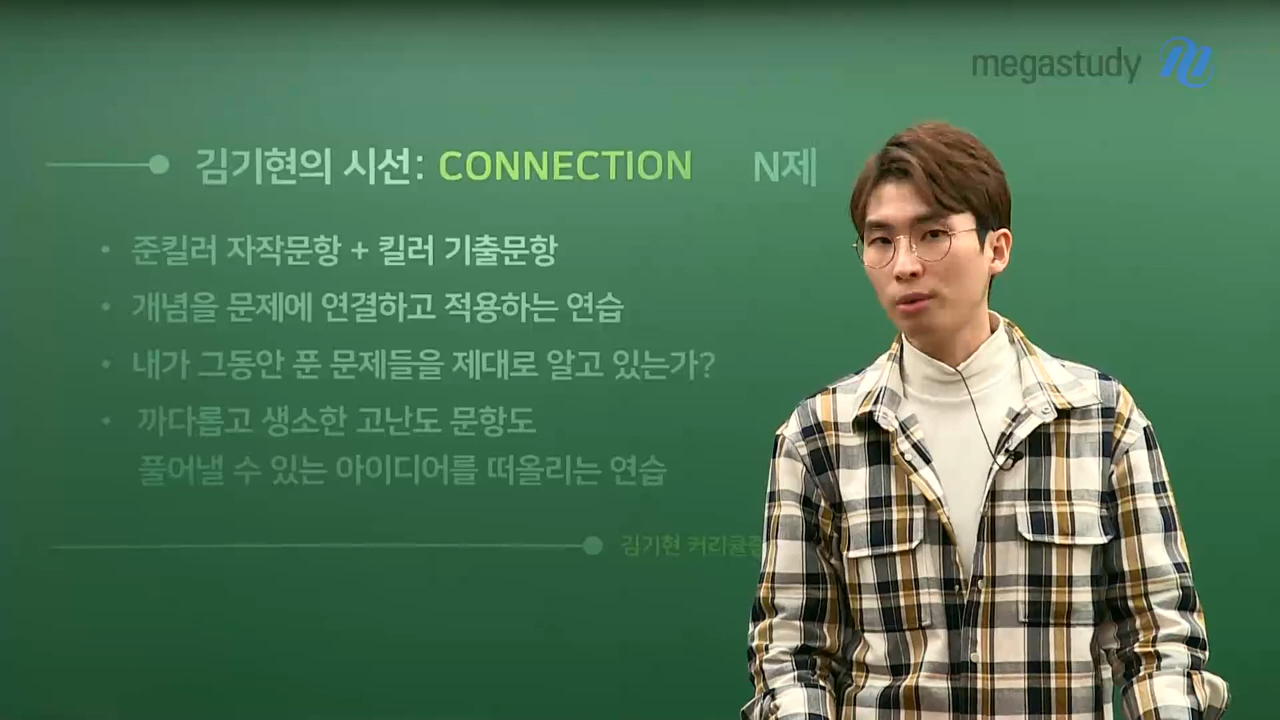 megastudy
김기현의 시선: CONNECTION N제
• 준킬러 자작문항 + 킬러 기출문항
• 개념을 문제에 연결하고 적용하는 연습
• 내가 그동안 푼 문제들을 제대로 알고 있는가?
• 까다롭고 생소한 고난도 문항도
풀어낼 수 있는 아이디어를 떠올리는 연습
김기현